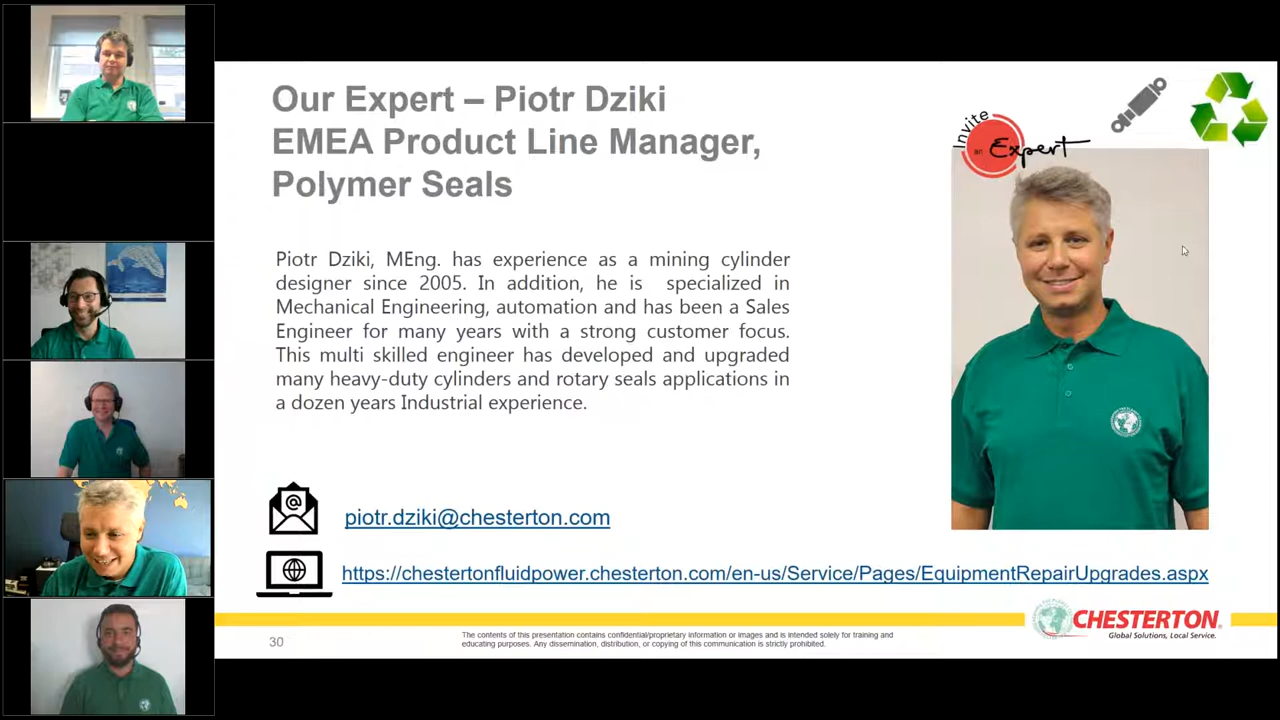 Our Expert – Piotr Dziki
EMEA Product Line Manager,
Polymer Seals
Invite
an Expert
Piotr Dziki, MEng. has experience as a mining cylinder
designer since 2005. In addition, he is specialized in
Mechanical Engineering, automation and has been a Sales
Engineer for many years with a strong customer focus.
This multi skilled engineer has developed and upgraded
many heavy-duty cylinders and rotary seals applications in
a dozen years Industrial experience.
@
piotr.dziki@chesterton.com
https://chestertonfluidpower.chesterton.com/en-us/Service/Pages/EquipmentRepairUpgrades.aspx
30
The contents of this presentation contains confidential/proprietary information or images and is intended solely for training and
educating purposes. Any dissemination, distribution, or copying of this communication is strictly prohibited.
CHESTERTON
Global Solutions, Local Service.